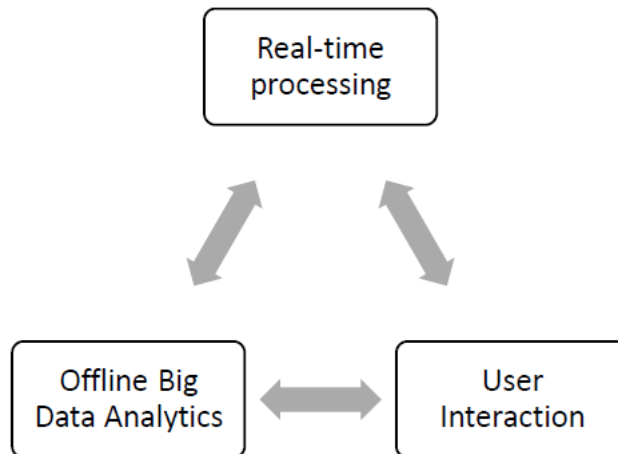 Real-time
processing
Offline Big
Data Analytics
User
Interaction